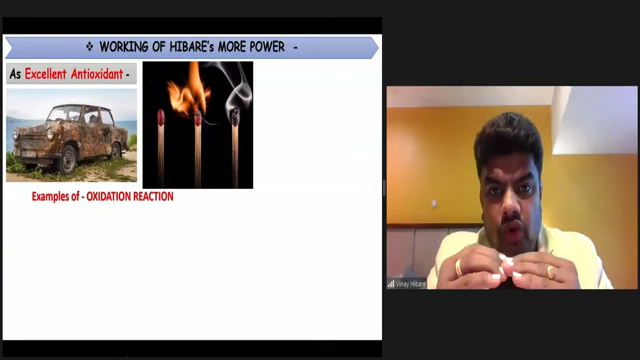 ❖ WORKING OF HIBARE's MORE POWER -
As Excellent Antioxidant -
Examples of - OXIDATION REACTION
Vinay Hibare